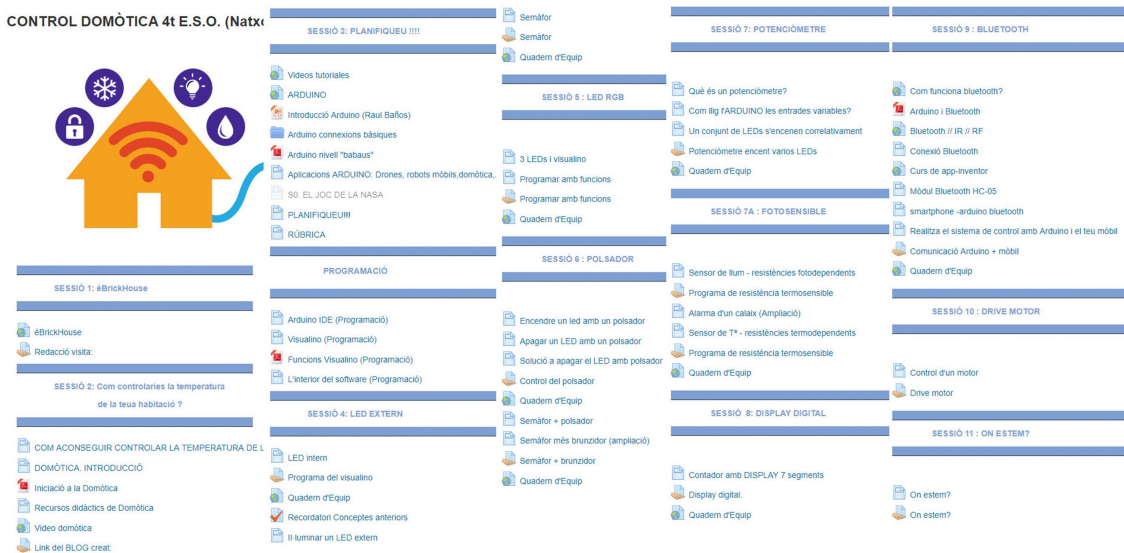 CONTROL DOMÒTICA 4t E.S.O. (Natxo
SESSIÓ 1: éBrickHouse
éBrickHouse
Redacció visita:
SESSIÓ 2: Com controlaries la temperatura
de la teua habitació ?
COM ACONSEGUIR CONTROLAR LA TEMPERATURA DE L
DOMÒTICA. INTRODUCCIÓ
Iniciació a la Domòtica
Recursos didàctics de Domòtica
Video domòtica
Link del BLOG creat:
SESSIÓ 3: PLANIFIQUEU !!!!
Videos tutoriales
ARDUINO
Introducció Arduino (Raul Baños)
Arduino connexions bàsiques
Arduino nivell "babaus"
Aplicacions ARDUINO: Drones, robots mòbils,domòtica,..
S0. EL JOC DE LA NASA
PLANIFIQUEU!!!
RÚBRICA
PROGRAMACIÓ
Arduino IDE (Programació)
Visualino (Programació)
Funcions Visualino (Programació)
L'interior del software (Programació)
SESSIÓ 4: LED EXTERN
LED intern
Programa del visualino
Quadern d'Equip
Recordatori Conceptes anteriors
Il·luminar un LED extern
Semàfor
Semàfor
Quadern d'Equip
SESSIÓ 5 : LED RGB
3 LEDs i visualino
Programar amb funcions
Programar amb funcions
Quadern d'Equip
SESSIÓ 6 : POLSADOR
Encendre un led amb un polsador
Apagar un LED amb un polsador
Solució a apagar el LED amb polsador
Control del polsador
Quadern d'Equip
Semàfor + polsador
Semàfor més brunzidor (ampliació)
Semàfor + brunzidor
Quadern d'Equip
SESSIÓ 7: POTENCIÒMETRE
Què és un potenciòmetre?
Com llig l'ARDUINO les entrades variables?
Un conjunt de LEDs s'encenen correlativament
Potenciòmetre encent varios LEDs
Quadern d'Equip
SESSIÓ 7A : FOTOSENSIBLE
Sensor de llum - resistències fotodependents
Programa de resistència termosensible
Alarma d'un calaix (Ampliació)
Sensor de Tª - resistències termodependents
Programa de resistència termosensible
Quadern d'Equip
SESSIÓ 8: DISPLAY DIGITAL
Contador amb DISPLAY 7 segments
Display digital.
Quadern d'Equip
SESSIÓ 9 : BLUETOOTH
Com funciona bluetooth?
Arduino i Bluetooth
Bluetooth // IR // RF
Conexió Bluetooth
Curs de app-inventor
Mòdul Bluetooth HC-05
smartphone -arduino bluetooth
Realitza el sistema de control amb Arduino i el teu mòbil
Comunicació Arduino + mòbil
Quadern d'Equip
SESSIÓ 10 : DRIVE MOTOR
Control d'un motor
Drive motor
SESSIÓ 11 : ON ESTEM?
On estem?
On estem?